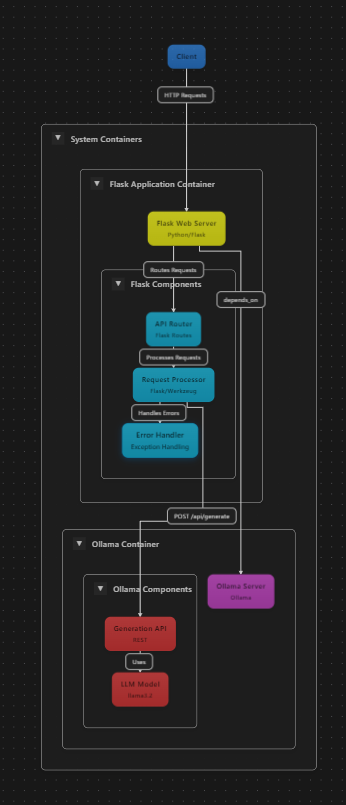 Client
HTTP Requests
System Containers
Flask Application Container
Flask Web Server
Python/Flask
Routes Requests
Flask Components
depends_on
API Router
Flask Routes
Processes Requests
Request Processor
Flask/Werkzeug
Handles Errors
Error Handler
Exception Handling
POST /api/generate
Ollama Container
Ollama Components
Ollama Server
Ollama
Generation API
REST
Uses
LLM Model
llama3.2